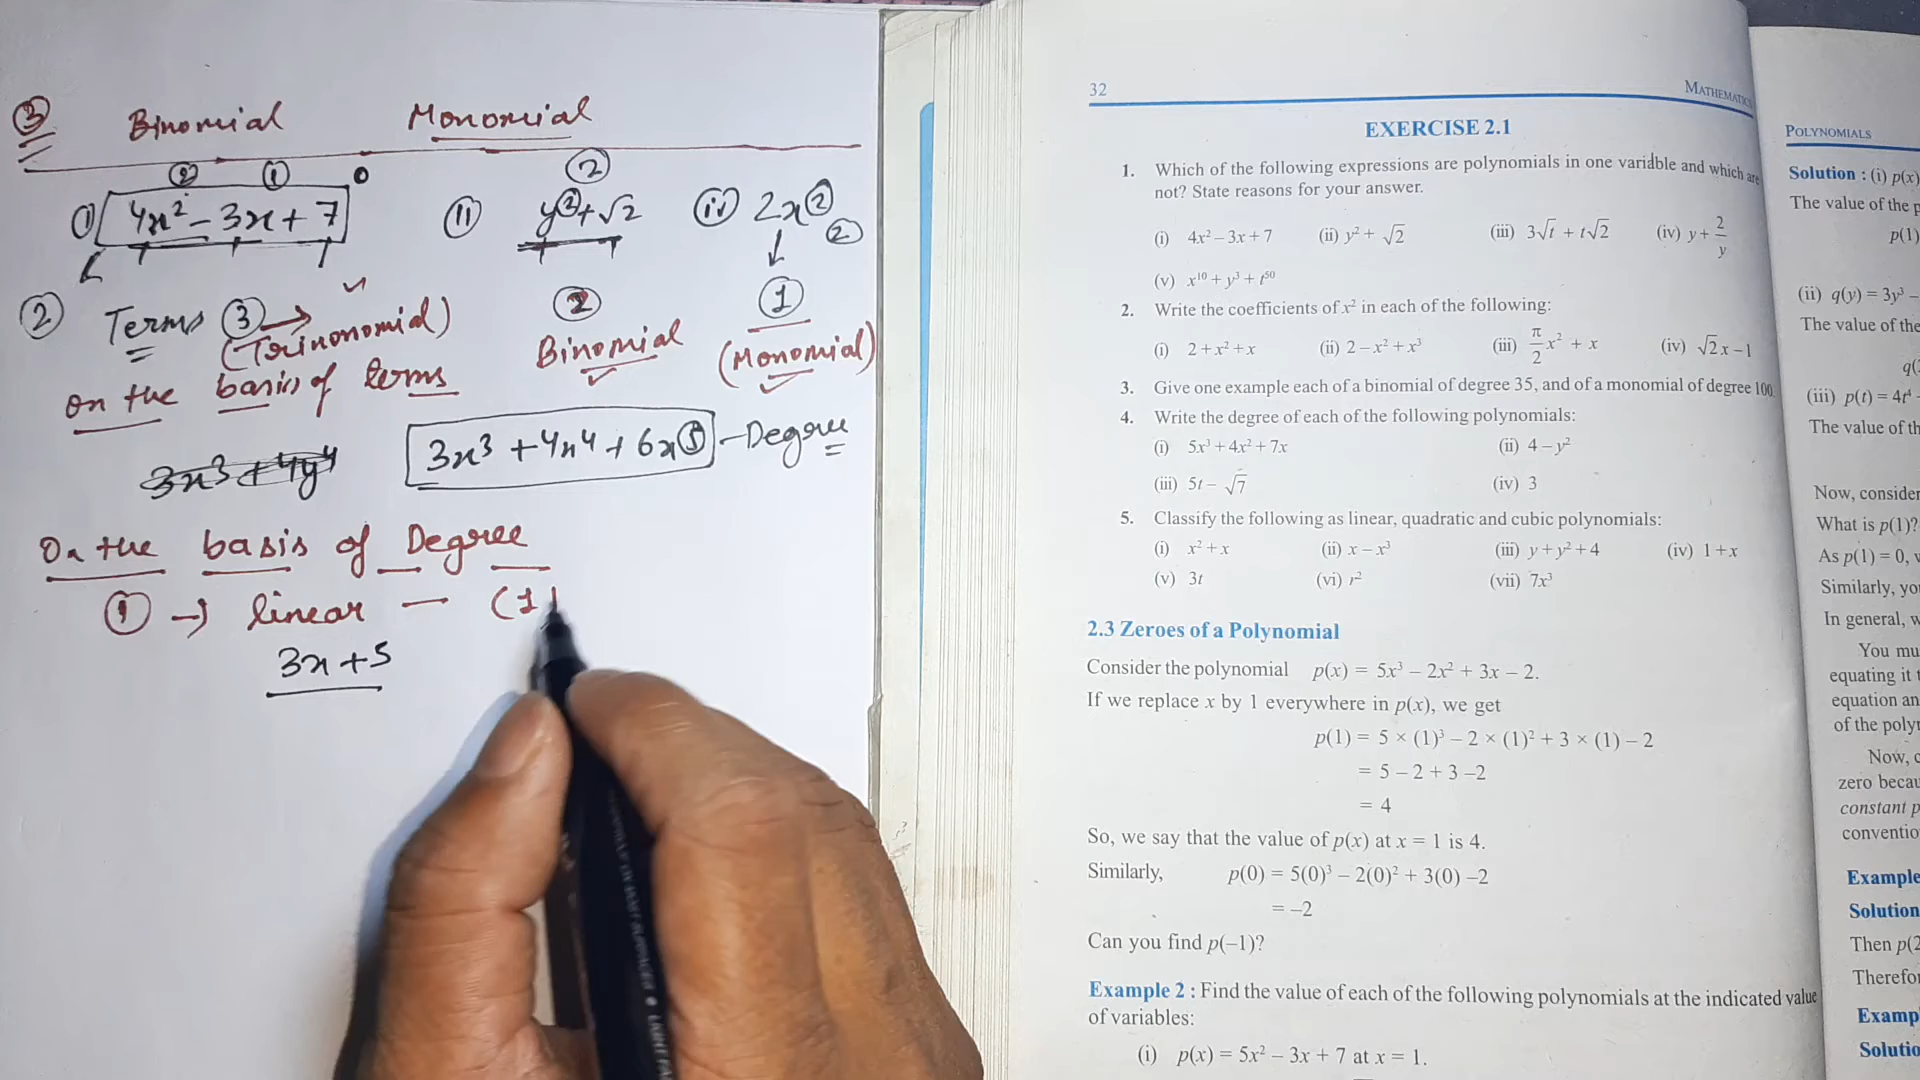 ③ Binomial Monomial
② ① 0 ②
① 4x² – 3x + 7 ⑪ y² + √2 ⅳ 2x² ②
② Terms ③ → ② ①
(Trinonomial) Binomial (Monomial)
On the basis of terms
3x³ + 4y⁴ 3x³ + 4x⁴ + 6x⑤ – Degree
On the basis of Degree
① → linear — (1)
3x + 5
32 MATHEMATICS
EXERCISE 2.1
1. Which of the following expressions are polynomials in one variable and which are
not? State reasons for your answer.
(i) 4x² – 3x + 7 (ii) y² + √2 (iii) 3√t + t√2 (iv) y + 2/y
(v) x¹⁰ + y³ + t⁵⁰
2. Write the coefficients of x² in each of the following:
(i) 2 + x² + x (ii) 2 – x² + x³ (iii) π/2 x² + x (iv) √2x – 1
3. Give one example each of a binomial of degree 35, and of a monomial of degree 100.
4. Write the degree of each of the following polynomials:
(i) 5x³ + 4x² + 7x (ii) 4 – y²
(iii) 5t – √7 (iv) 3
5. Classify the following as linear, quadratic and cubic polynomials:
(i) x² + x (ii) x – x³ (iii) y + y² + 4 (iv) 1 + x
(v) 3t (vi) r² (vii) 7x³
2.3 Zeroes of a Polynomial
Consider the polynomial p(x) = 5x³ – 2x² + 3x – 2.
If we replace x by 1 everywhere in p(x), we get
p(1) = 5 × (1)³ – 2 × (1)² + 3 × (1) – 2
= 5 – 2 + 3 –2
= 4
So, we say that the value of p(x) at x = 1 is 4.
Similarly, p(0) = 5(0)³ – 2(0)² + 3(0) –2
= –2
Can you find p(–1)?
Example 2 : Find the value of each of the following polynomials at the indicated value
of variables:
(i) p(x) = 5x² – 3x + 7 at x = 1.
POLYNOMIALS
Solution : (i) p(x)
The value of the p
p(1)
(ii) q(y) = 3y³ –
The value of the
q(
(iii) p(t) = 4t⁴
The value of th
Now, consider
What is p(1)?
As p(1) = 0, w
Similarly, yo
In general, w
You mu
equating it t
equation an
of the poly
Now, c
zero becau
constant p
conventio
Example
Solution
Then p(2
Therefo
Examp
Solutio